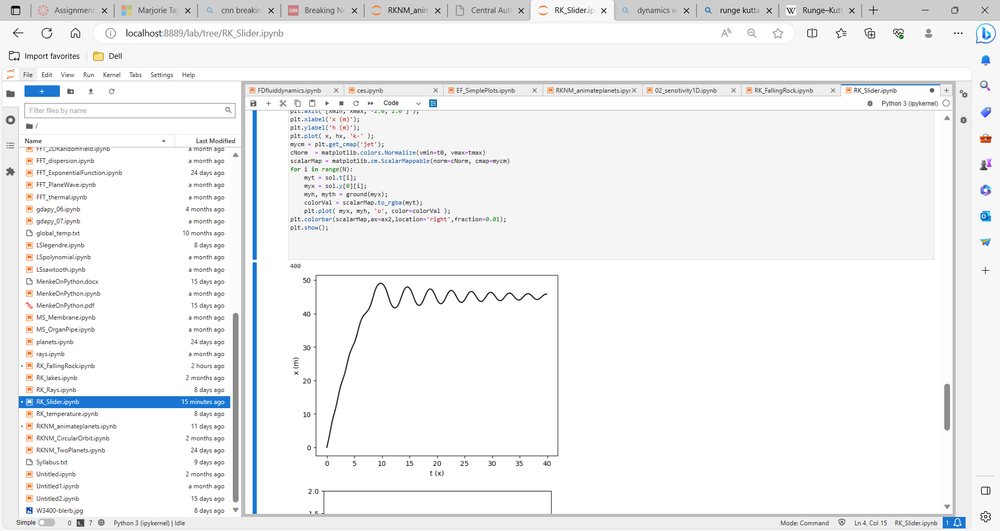 Assignment
Marjorie Tay
cnn breakin
Breaking Ne
RKNM_anim
Central Auth
RK_Slider.ip
dynamics w
runge kutta
Runge–Kutt
localhost:8889/lab/tree/RK_Slider.ipynb
Import favorites
Dell
File Edit View Run Kernel Tabs Settings Help
FDfluiddynamics.ipynb
ces.ipynb
EF_SimplePlots.ipynb
RKNM_animateplanets.ipyn
02_sensitivity1D.ipynb
RK_FallingRock.ipynb
RK_Slider.ipynb
Code
Python 3 (ipykernel)
Filter files by name
/
Name Last Modified
FFT_2DRandomField.ipynb a month ago
FFT_dispersion.ipynb a month ago
FFT_ExponentialFunction.ipynb 24 days ago
FFT_PlaneWave.ipynb a month ago
FFT_thermal.ipynb a month ago
gdapy_06.ipynb 4 months ago
gdapy_07.ipynb a month ago
global_temp.txt 10 months ago
LSlegendre.ipynb 8 days ago
LSpolynomial.ipynb a month ago
LSsawtooth.ipynb a month ago
MenkeOnPython.docx 15 days ago
MenkeOnPython.ipynb a month ago
MenkeOnPython.pdf 15 days ago
MS_Membrane.ipynb a month ago
MS_OrganPipe.ipynb a month ago
planets.ipynb 24 days ago
rays.ipynb a month ago
RK_FallingRock.ipynb 2 hours ago
RK_lakes.ipynb 2 months ago
RK_Rays.ipynb 8 days ago
RK_Slider.ipynb 15 minutes ago
RK_temperature.ipynb 8 days ago
RKNM_animateplanets.ipynb 11 days ago
RKNM_CircularOrbit.ipynb 2 months ago
RKNM_TwoPlanets.ipynb 24 days ago
Syllabus.txt 9 days ago
Untitled.ipynb 2 months ago
Untitled1.ipynb a month ago
Untitled2.ipynb 15 days ago
W3400-blerb.jpg 8 days ago
plt.axis( [xmin, xmax, -2.0, 2.0 ] );
plt.xlabel('x (m)');
plt.ylabel('h (m)');
plt.plot( x, hx, 'k-' );
mycm = plt.get_cmap('jet');
cNorm  = matplotlib.colors.Normalize(vmin=t0, vmax=tmax)
scalarMap = matplotlib.cm.ScalarMappable(norm=cNorm, cmap=mycm)
for i in range(N):
    myt = sol.t[i];
    myx = sol.y[0][i];
    myh, myth = ground(myx);
    colorVal = scalarMap.to_rgba(myt);
    plt.plot( myx, myh, 'o', color=colorVal );
plt.colorbar(scalarMap,ax=ax2,location='right',fraction=0.01);
plt.show();
400
50
40
30
20
10
0
x (m)
0 5 10 15 20 25 30 35 40
t (x)
2.0
1.5
Simple 0 7 Python 3 (ipykernel) | Idle
Mode: Command Ln 4, Col 15 RK_Slider.ipynb 1